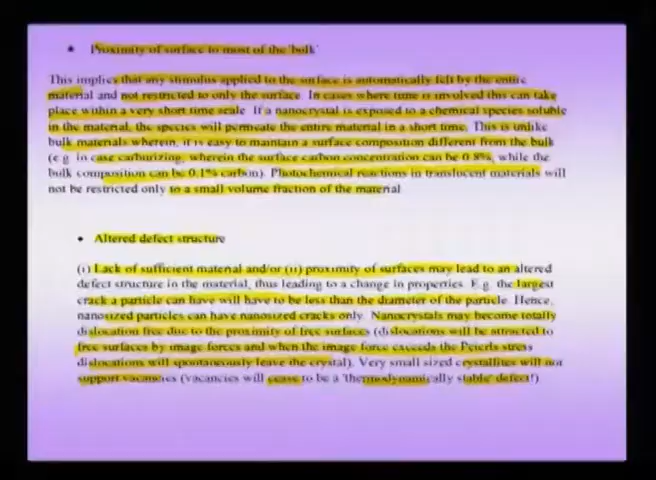 • Proximity of surface to most of the 'bulk'
This implies that any stimulus applied to the surface is automatically felt by the entire
material and not restricted to only the surface. In cases where time is involved this can take
place within a very short time scale. If a nanocrystal is exposed to a chemical species soluble
in the material, the species will permeate the entire material in a short time. This is unlike
bulk materials wherein, it is easy to maintain a surface composition different from the bulk
(e.g. in case carburizing, wherein the surface carbon concentration can be 0.8%, while the
bulk composition can be 0.1% carbon). Photochemical reactions in translucent materials will
not be restricted only to a small volume fraction of the material
• Altered defect structure
(i) Lack of sufficient material and/or (ii) proximity of surfaces may lead to an altered
defect structure in the material, thus leading to a change in properties. E.g. the largest
crack a particle can have will have to be less than the diameter of the particle. Hence,
nanosized particles can have nanosized cracks only. Nanocrystals may become totally
dislocation free due to the proximity of free surfaces (dislocations will be attracted to
free surfaces by image forces and when the image force exceeds the Peierls stress
dislocations will spontaneously leave the crystal). Very small sized crystallites will not
support vacancies (vacancies will cease to be a 'thermodynamically stable' defect!)